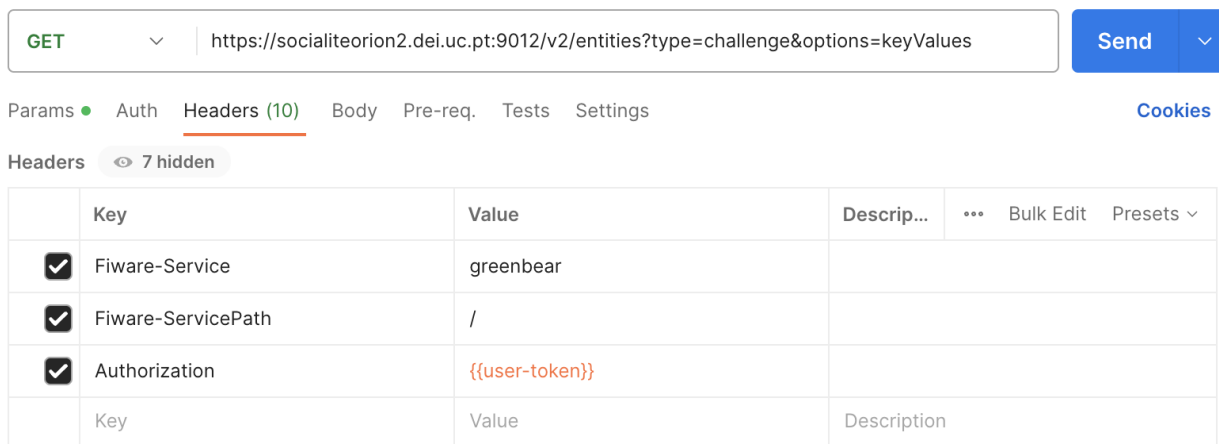 GET https://socialiteorion2.dei.uc.pt:9012/v2/entities?type=challenge&options=keyValues Send
Params Auth Headers (10) Body Pre-req. Tests Settings Cookies
Headers 7 hidden
Key Value Descrip... Bulk Edit Presets
Fiware-Service greenbear
Fiware-ServicePath /
Authorization {{user-token}}
Key Value Description